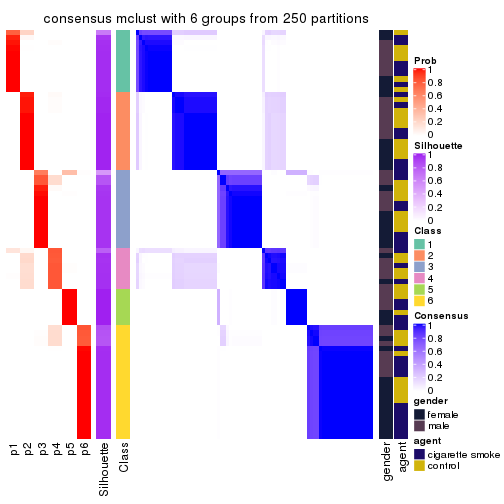 consensus mclust with 6 groups from 250 partitions
Prob
1
0.8
0.6
0.4
0.2
0
Silhouette
1
0.8
0.6
0.4
0.2
0
Class
1
2
3
4
5
6
Consensus
1
0.8
0.6
0.4
0.2
0
gender
female
male
agent
cigarette smoke
control
p1
p2
p3
p4
p5
p6
Silhouette
Class
gender
agent